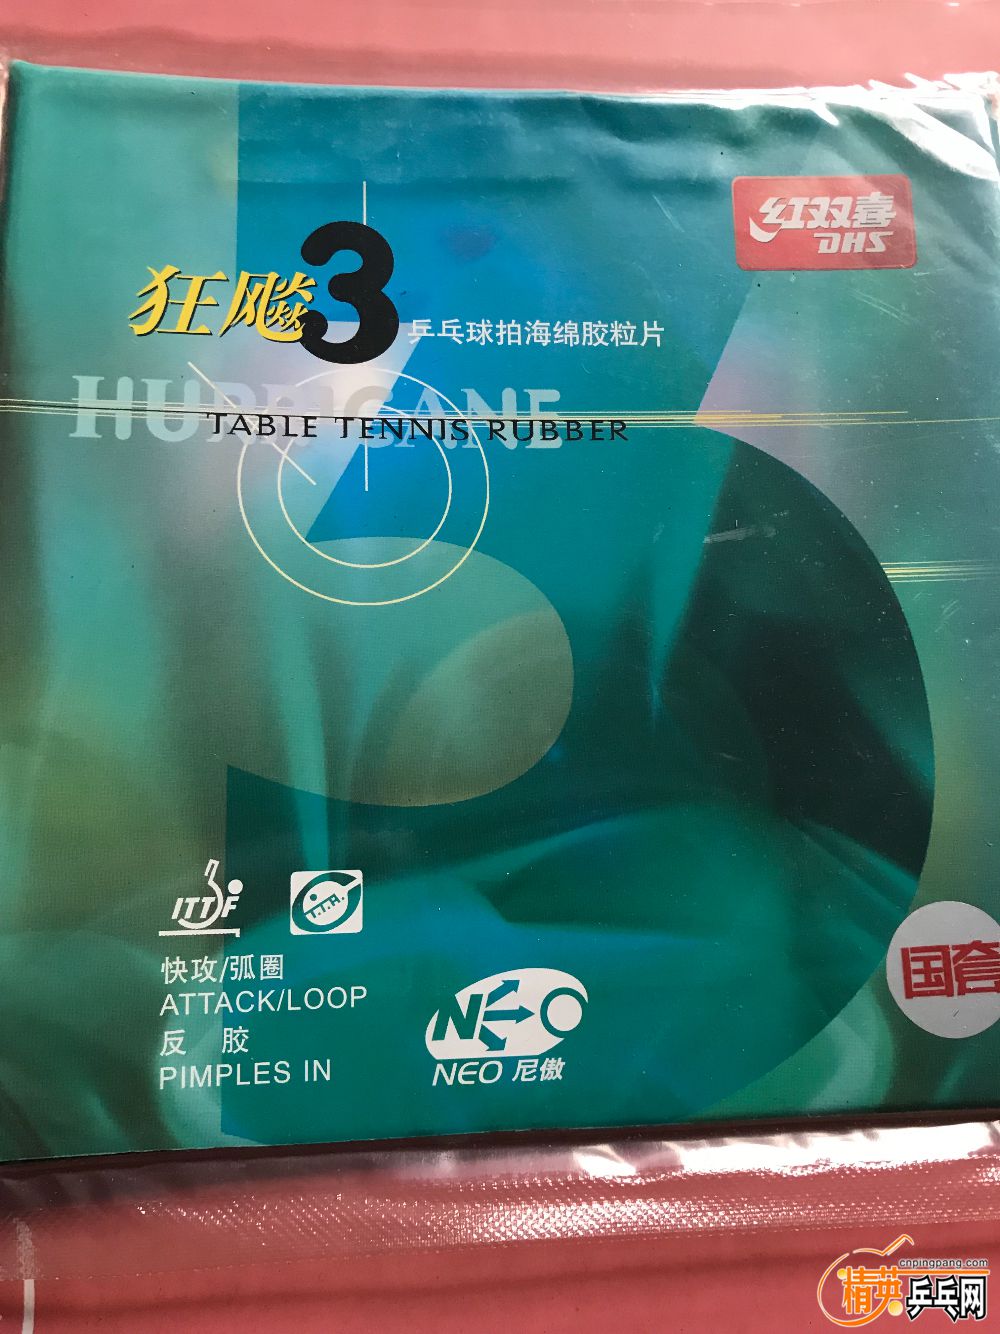 红双喜
DHS
狂飚3
乒乓球拍海绵胶粒片
HURRICANE
TABLE TENNIS RUBBER
ITTF
T.T.A.
快攻/弧圈
ATTACK/LOOP
反 胶
PIMPLES IN
NEO
NEO 尼傲
国套
cnpingpang.com
精英乒乓网